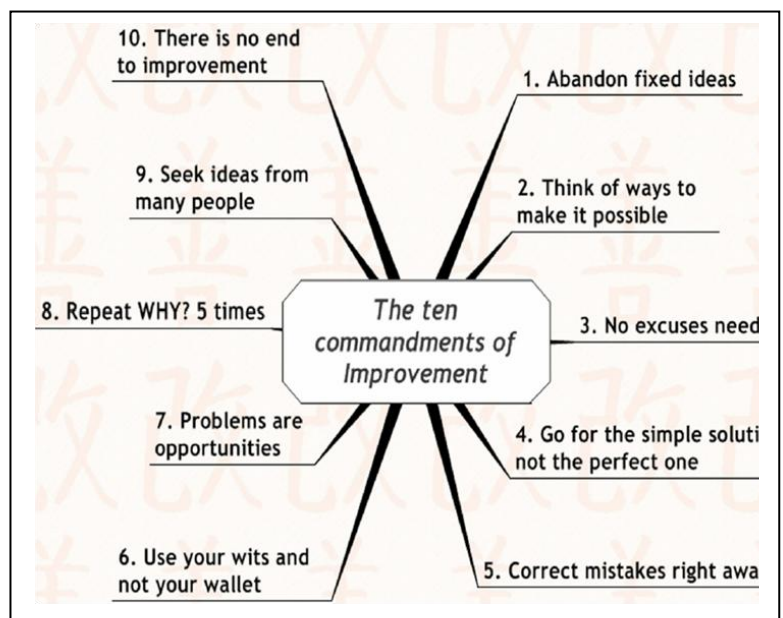 The ten
commandments of
Improvement
1. Abandon fixed ideas
2. Think of ways to
make it possible
3. No excuses need
4. Go for the simple soluti
not the perfect one
5. Correct mistakes right awa
6. Use your wits and
not your wallet
7. Problems are
opportunities
8. Repeat WHY? 5 times
9. Seek ideas from
many people
10. There is no end
to improvement
改善